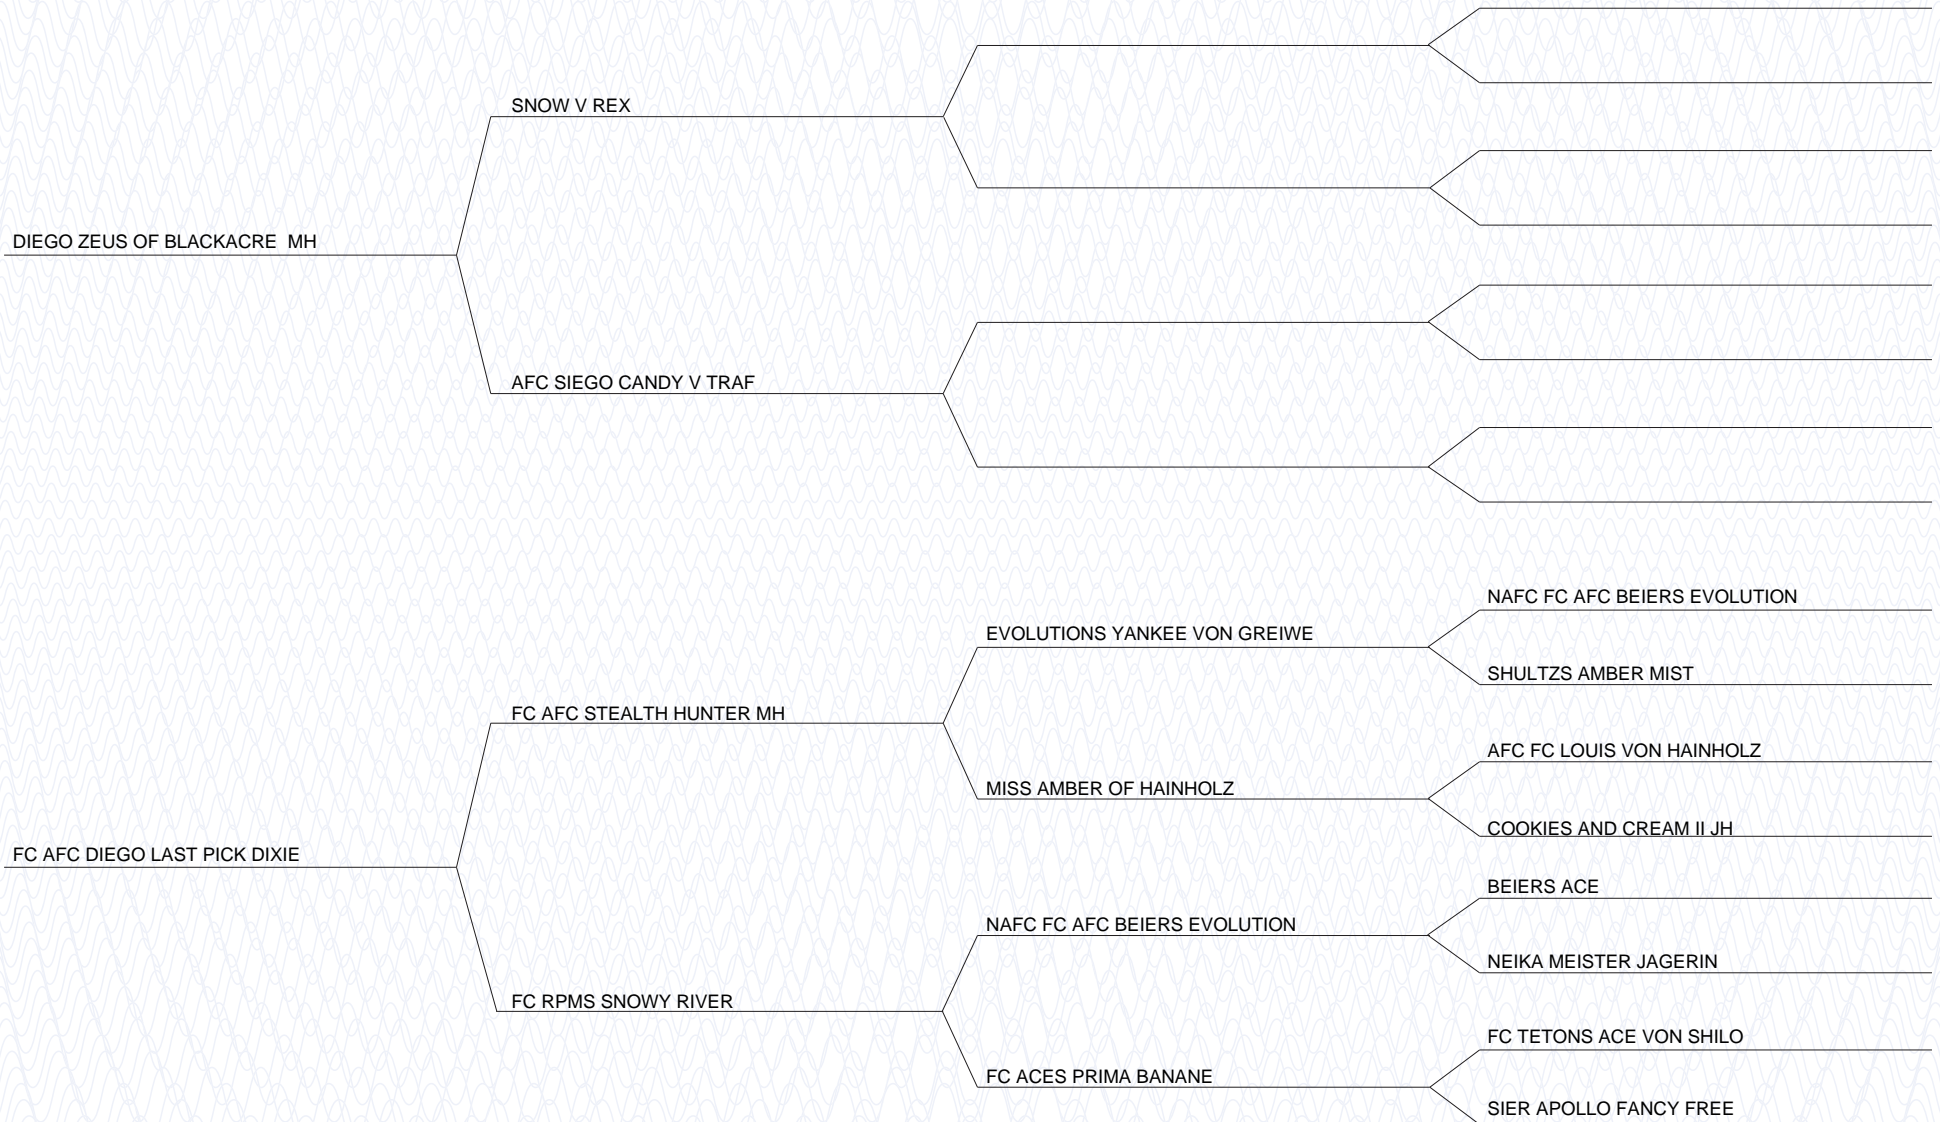 SNOW V REX
DIEGO ZEUS OF BLACKACRE  MH
AFC SIEGO CANDY V TRAF
NAFC FC AFC BEIERS EVOLUTION
EVOLUTIONS YANKEE VON GREIWE
SHULTZS AMBER MIST
FC AFC STEALTH HUNTER MH
AFC FC LOUIS VON HAINHOLZ
MISS AMBER OF HAINHOLZ
COOKIES AND CREAM II JH
FC AFC DIEGO LAST PICK DIXIE
BEIERS ACE
NAFC FC AFC BEIERS EVOLUTION
NEIKA MEISTER JAGERIN
FC RPMS SNOWY RIVER
FC TETONS ACE VON SHILO
FC ACES PRIMA BANANE
SIER APOLLO FANCY FREE